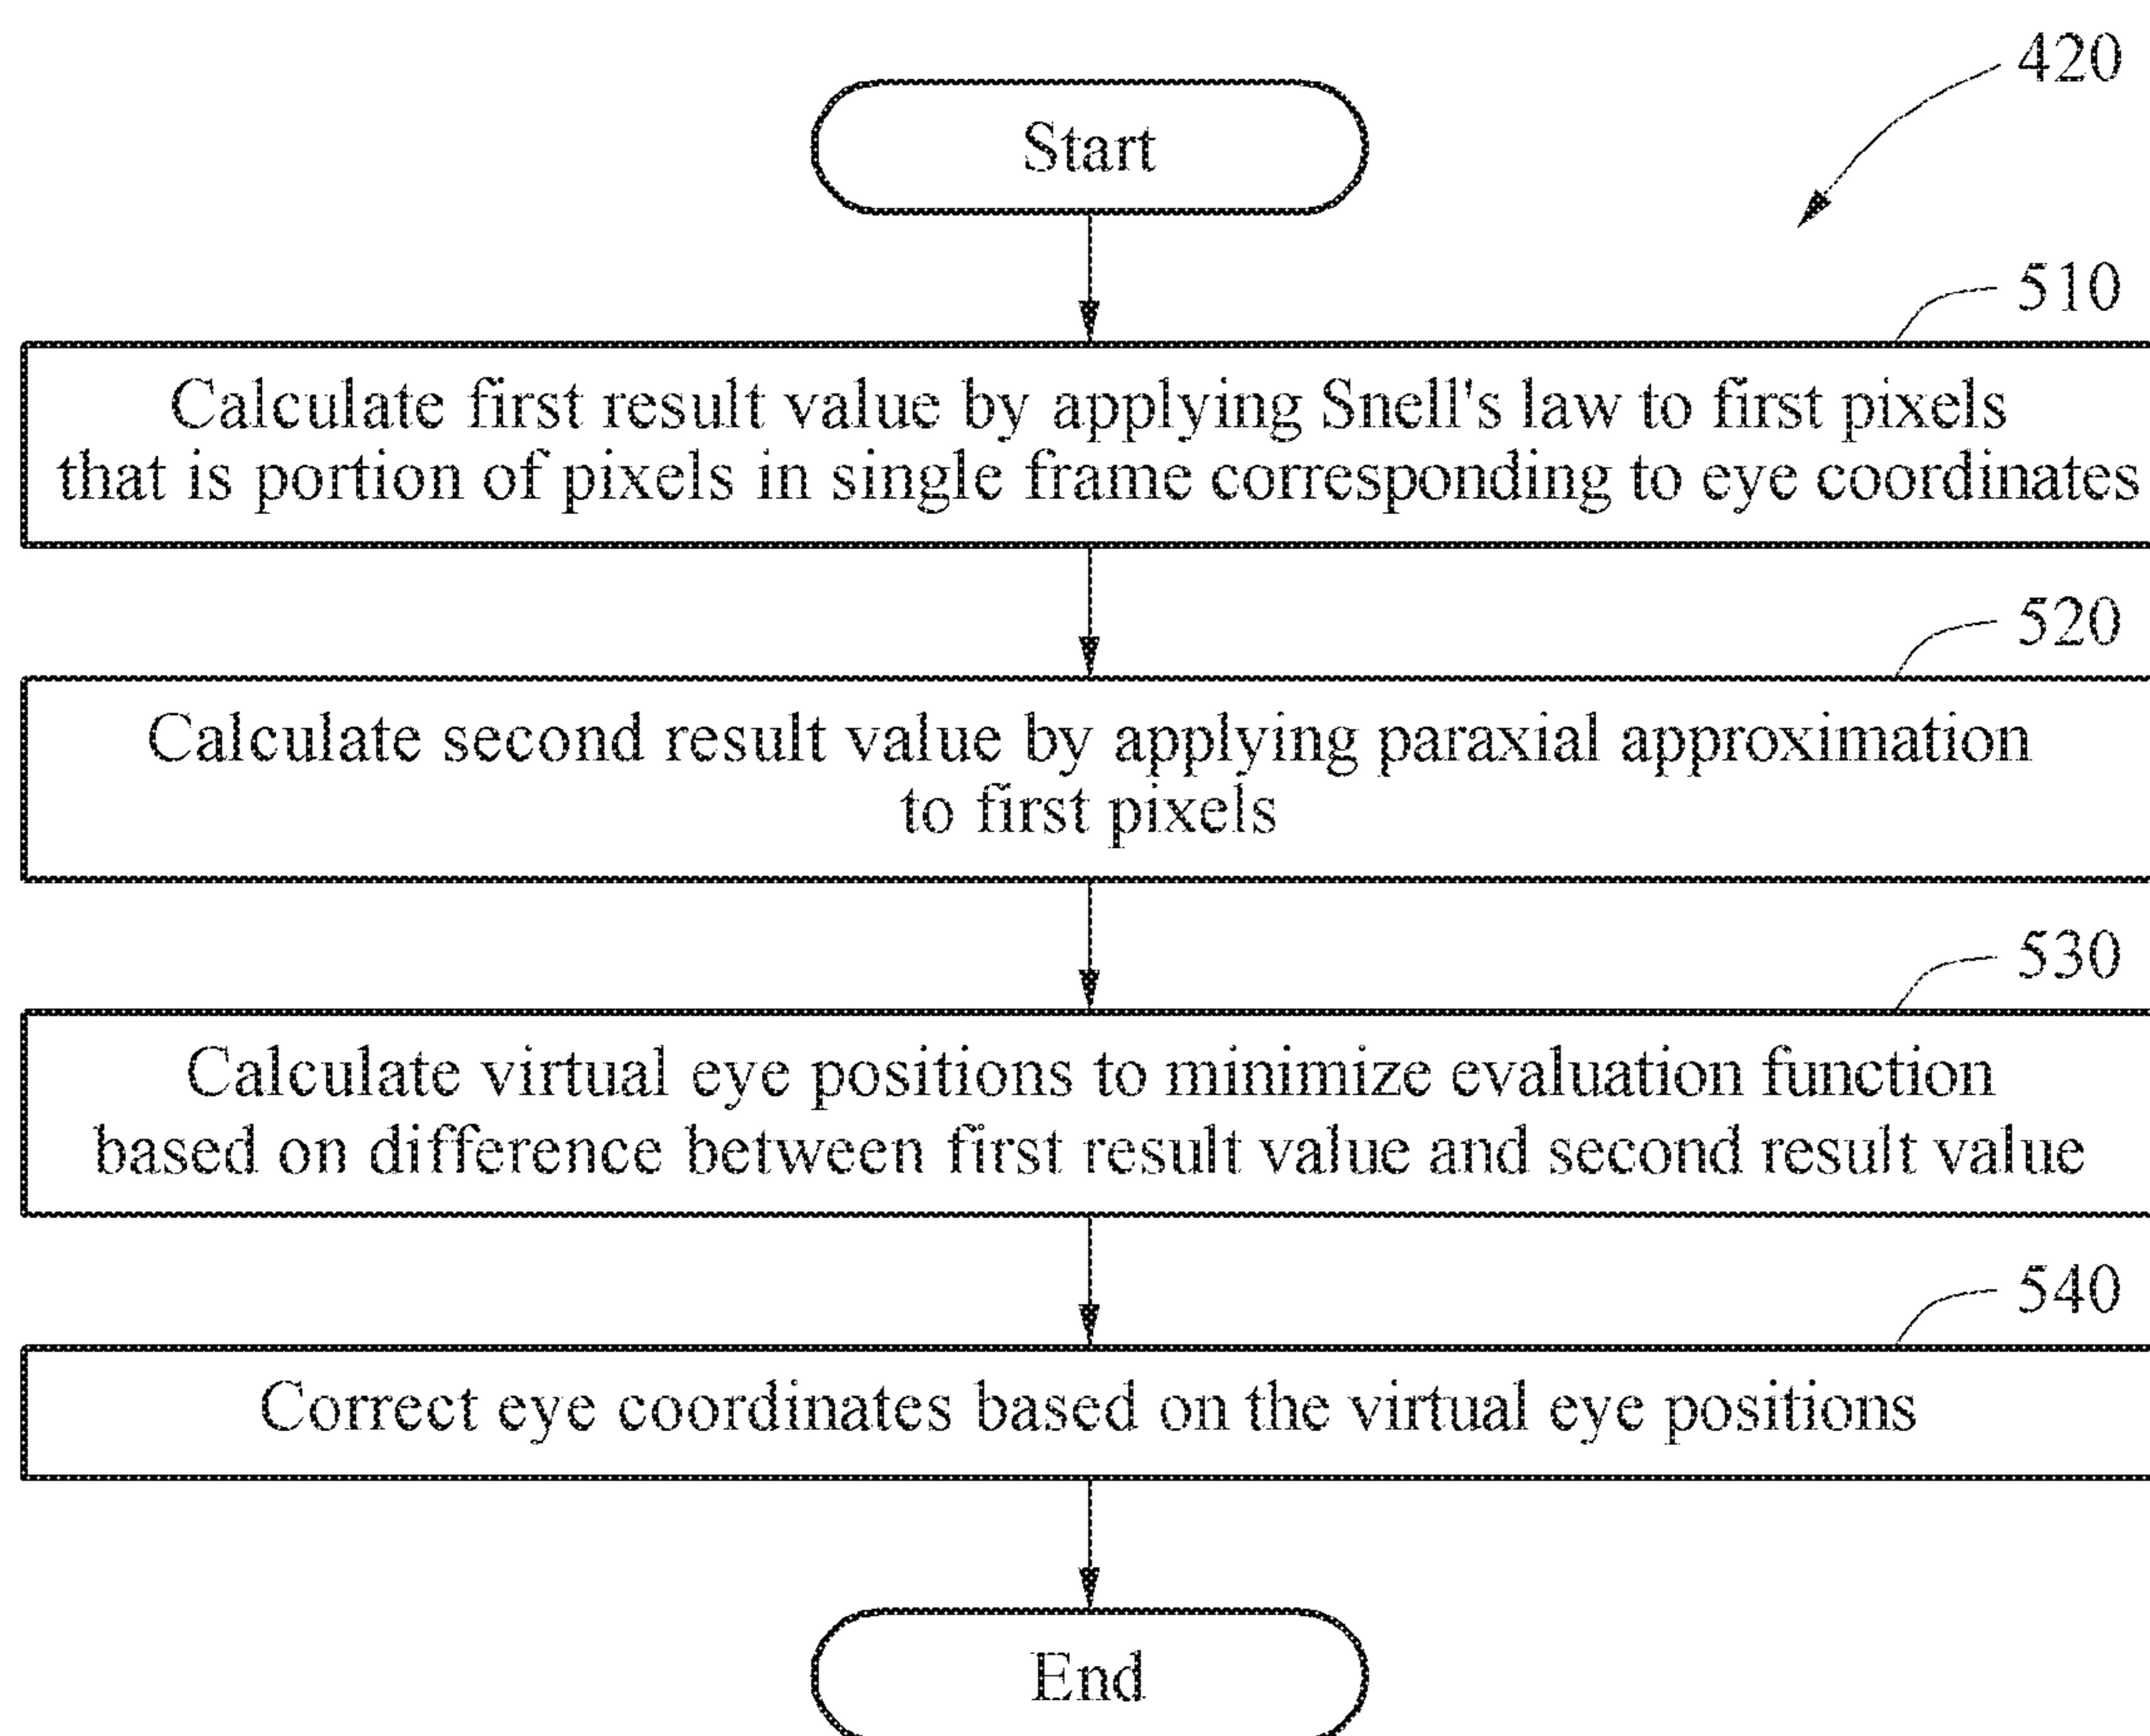 420
Start
510
Calculate first result value by applying Snell's law to first pixels
that is portion of pixels in single frame corresponding to eye coordinates
520
Calculate second result value by applying paraxial approximation
to first pixels
530
Calculate virtual eye positions to minimize evaluation function
based on difference between first result value and second result value
540
Correct eye coordinates based on the virtual eye positions
End